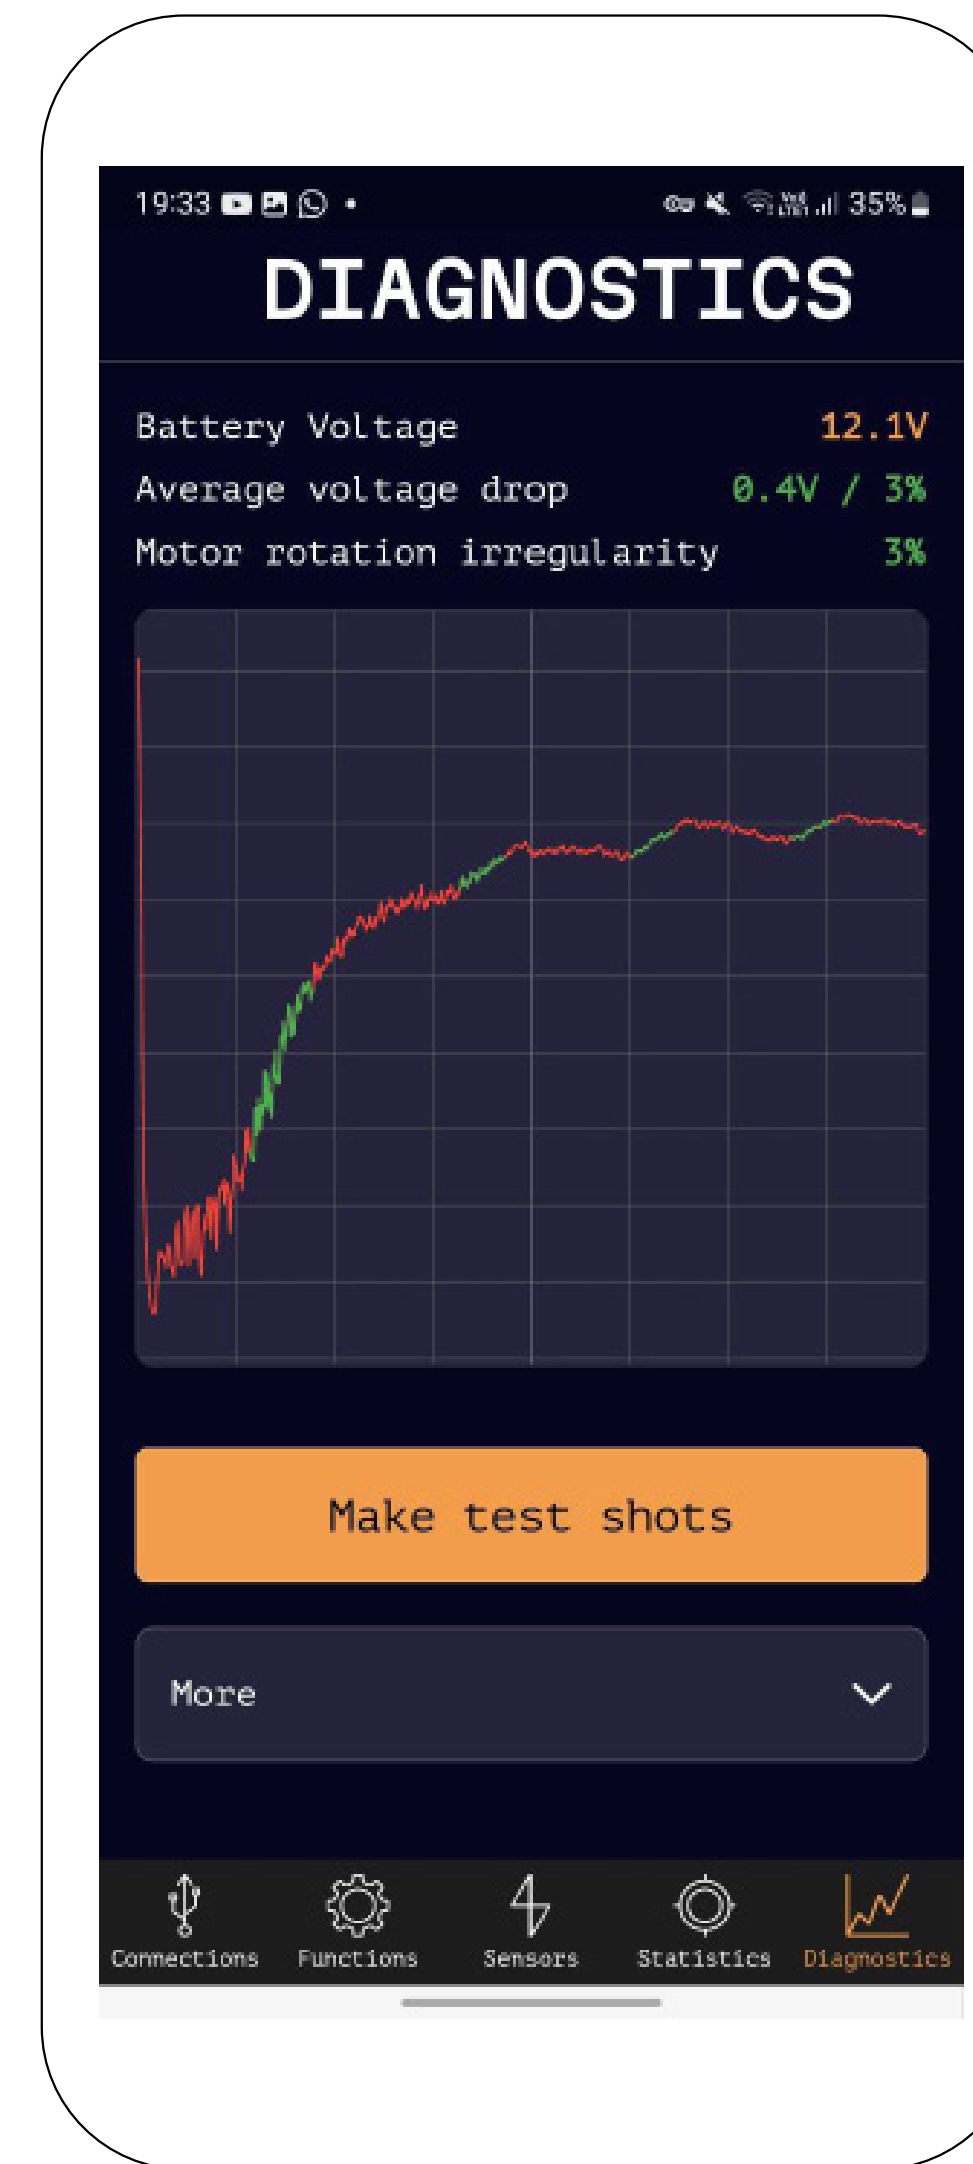 19:33 35%
DIAGNOSTICS
Battery Voltage 12.1V
Average voltage drop 0.4V / 3%
Motor rotation irregularity 3%
Make test shots
More
Connections Functions Sensors Statistics Diagnostics